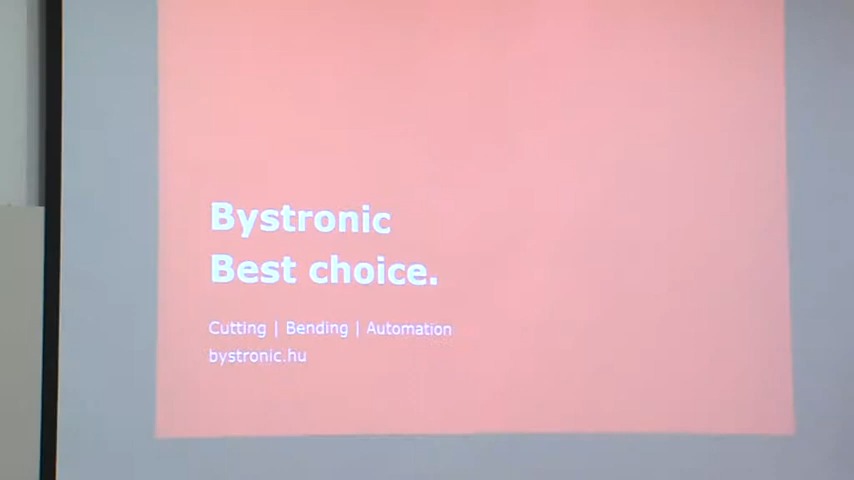 Bystronic
Best choice.
Cutting | Bending | Automation
bystronic.hu